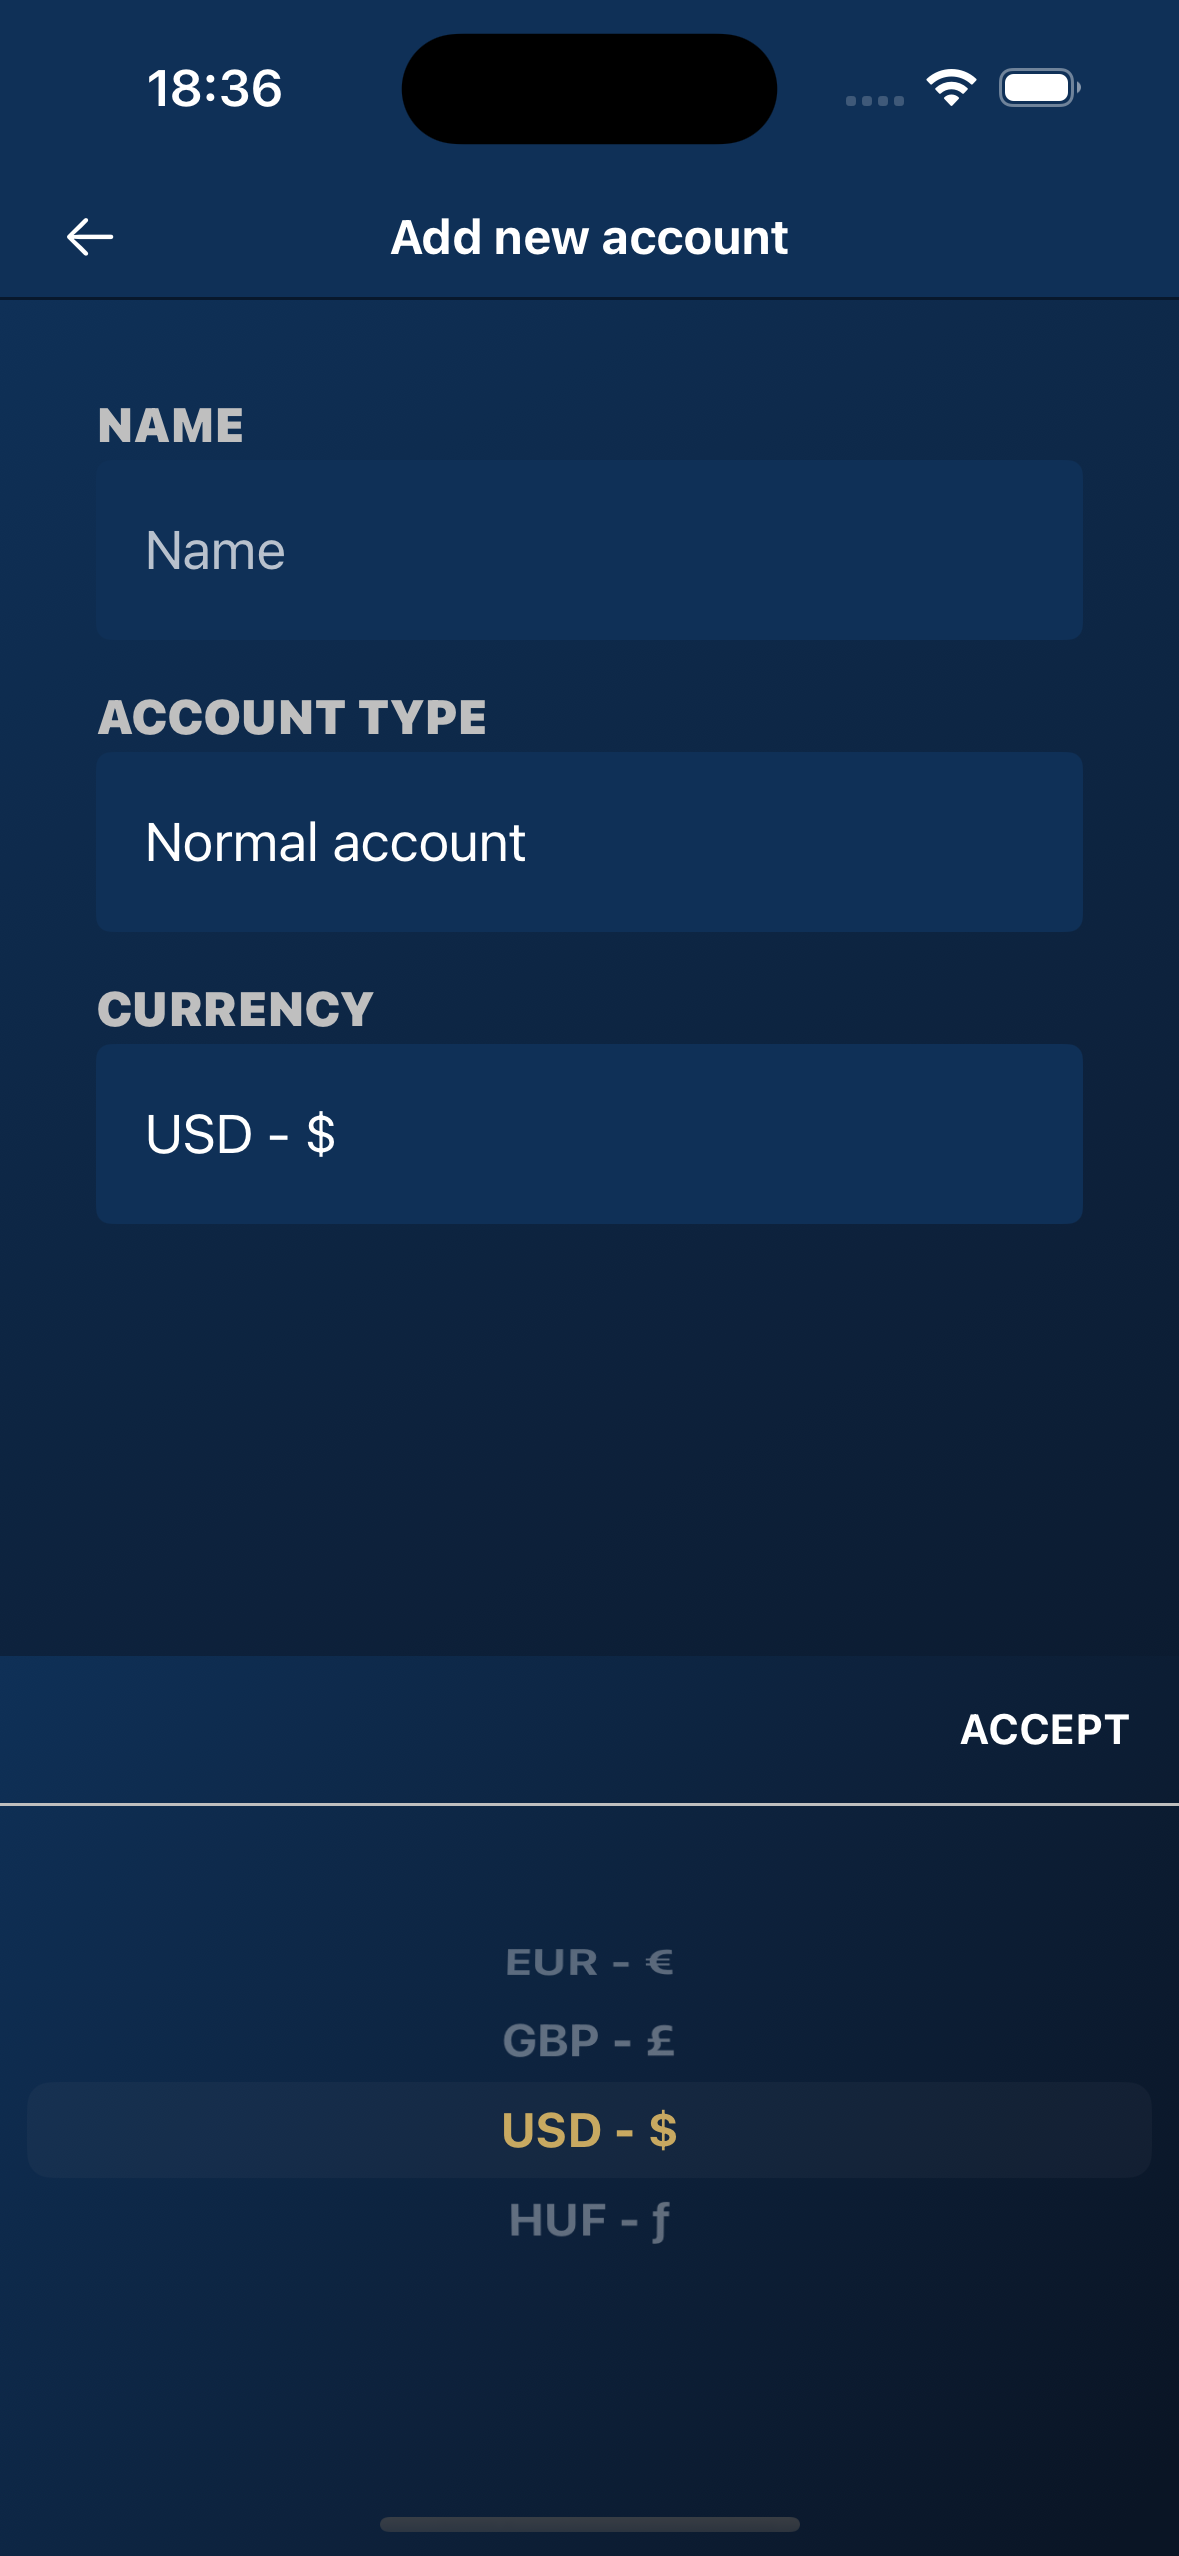 18:36
Add new account
NAME
Name
ACCOUNT TYPE
Normal account
CURRENCY
USD - $
ACCEPT
EUR - €
GBP - £
USD - $
HUF - ƒ